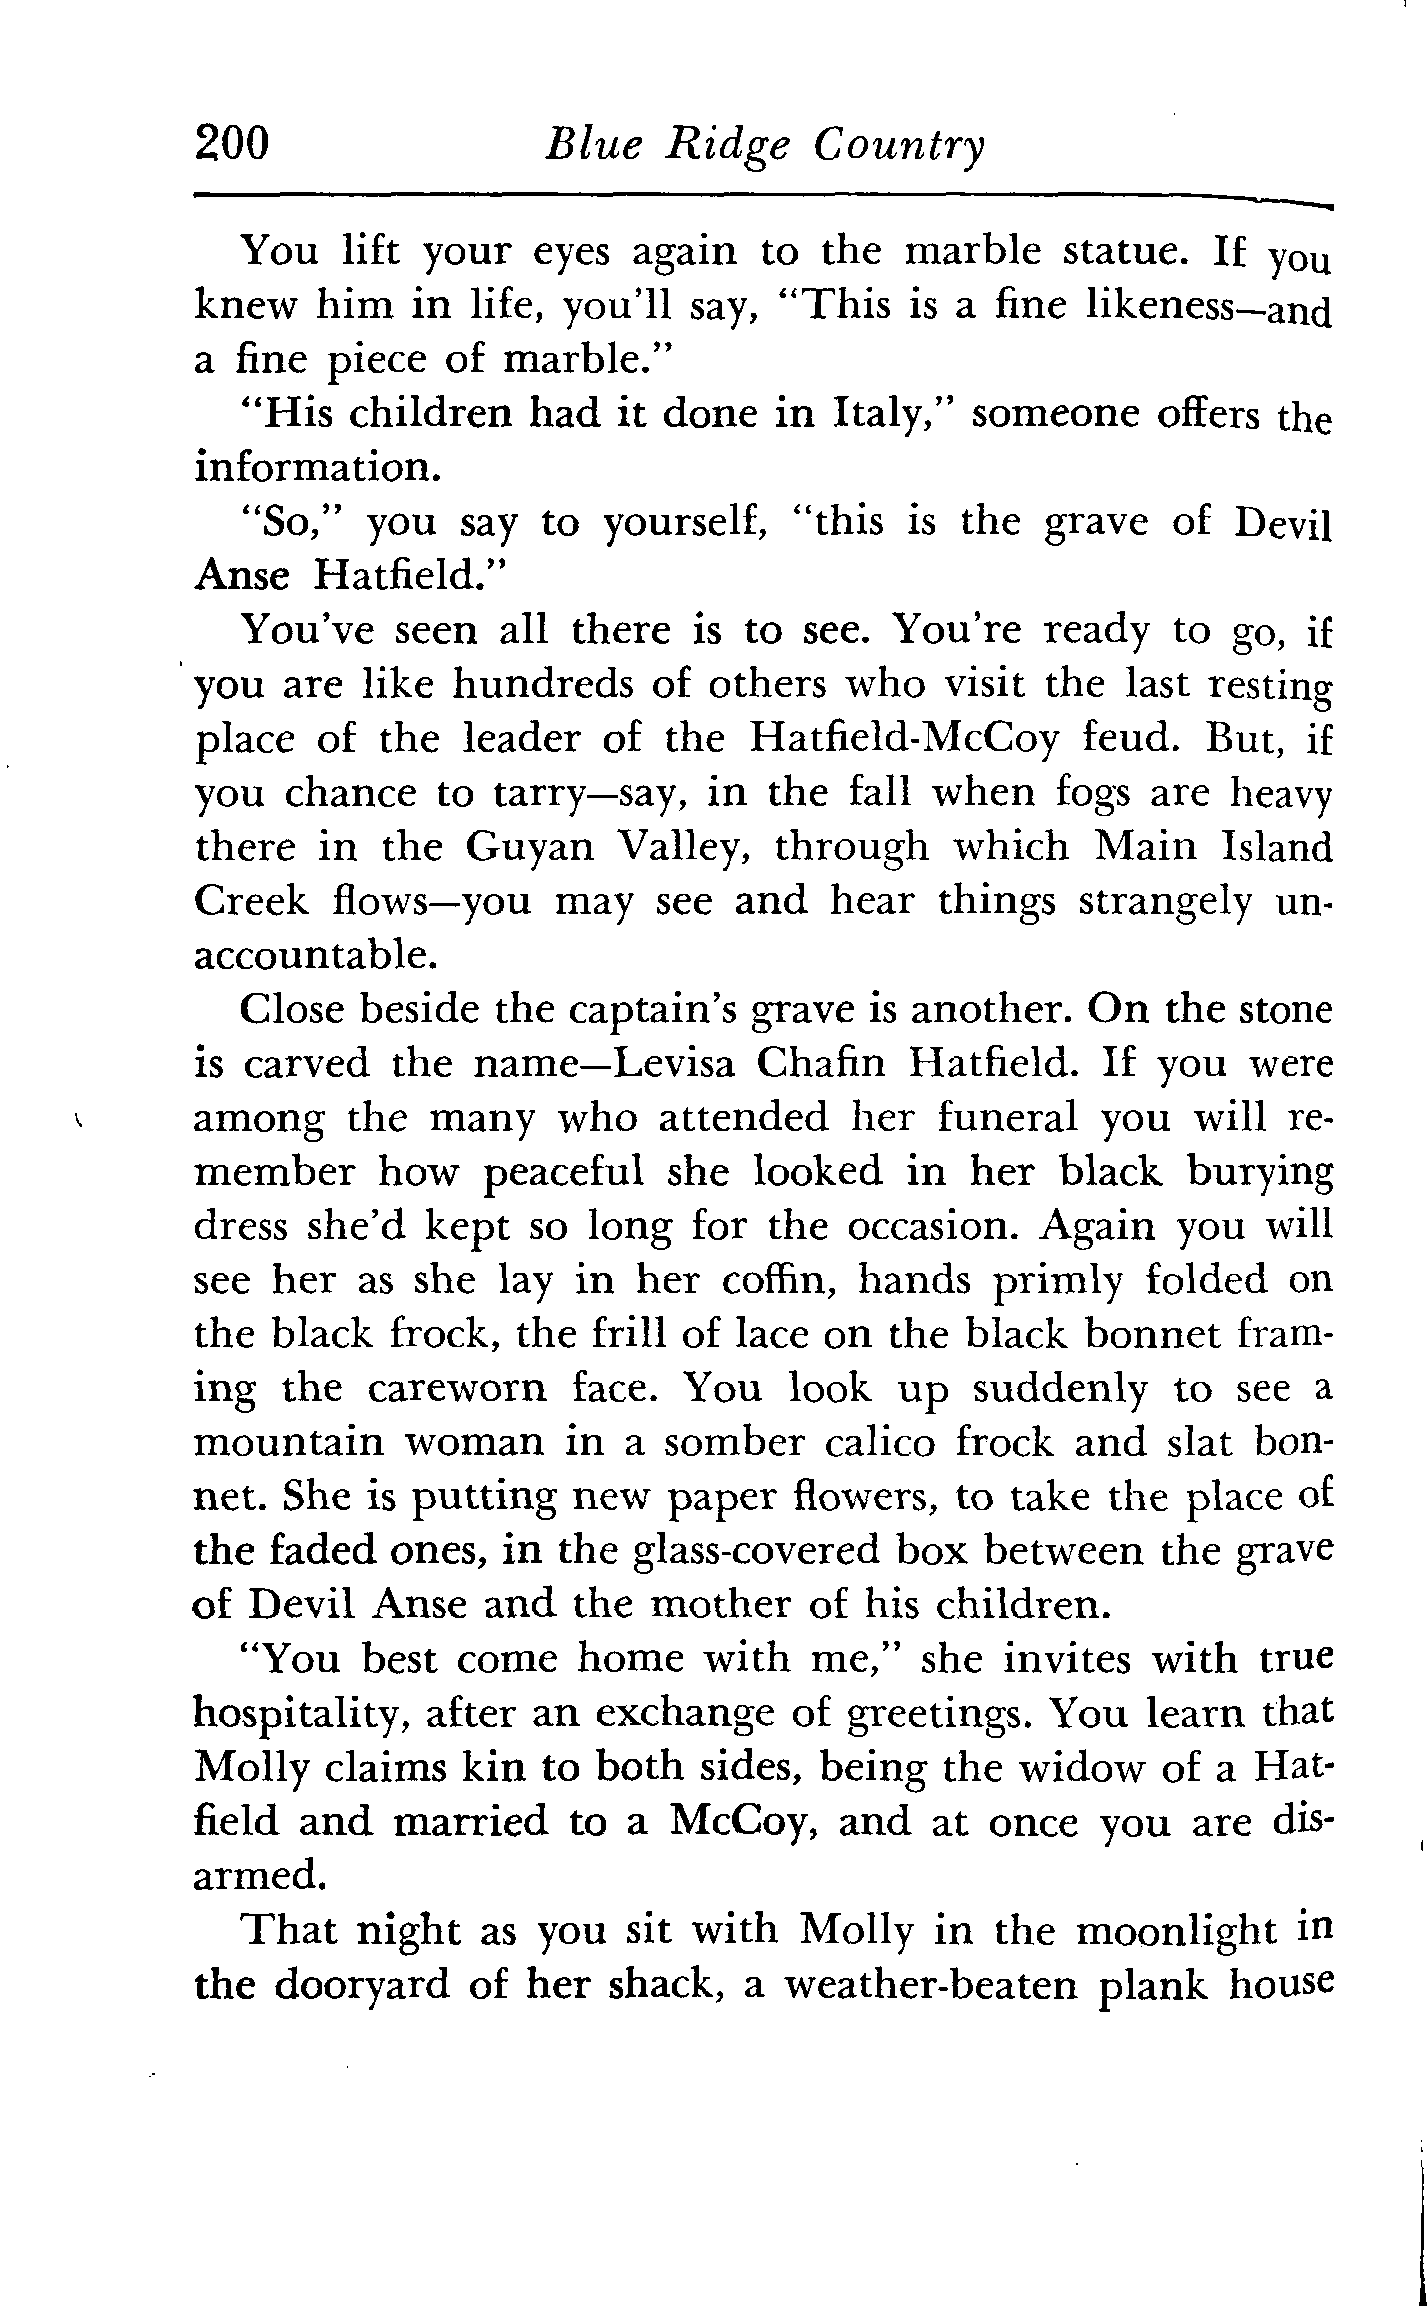 200 Blue Ridge Country
You lift your eyes again to the marble statue. If you
knew him in life, you'll say, "This is a fine likeness—and
a fine piece of marble."
"His children had it done in Italy," someone offers the
information.
"So," you say to yourself, "this is the grave of Devil
Anse Hatfield."
You've seen all there is to see. You're ready to go, if
you are like hundreds of others who visit the last resting
place of the leader of the Hatfield-McCoy feud. But, if
you chance to tarry—say, in the fall when fogs are heavy
there in the Guyan Valley, through which Main Island
Creek flows—you may see and hear things strangely un-
accountable.
Close beside the captain's grave is another. On the stone
is carved the name—Levisa Chafin Hatfield. If you were
among the many who attended her funeral you will re-
member how peaceful she looked in her black burying
dress she'd kept so long for the occasion. Again you will
see her as she lay in her coffin, hands primly folded on
the black frock, the frill of lace on the black bonnet fram-
ing the careworn face. You look up suddenly to see a
mountain woman in a somber calico frock and slat bon-
net. She is putting new paper flowers, to take the place of
the faded ones, in the glass-covered box between the grave
of Devil Anse and the mother of his children.
"You best come home with me," she invites with true
hospitality, after an exchange of greetings. You learn that
Molly claims kin to both sides, being the widow of a Hat-
field and married to a McCoy, and at once you are dis-
armed.
That night as you sit with Molly in the moonlight in
the dooryard of her shack, a weather-beaten plank house